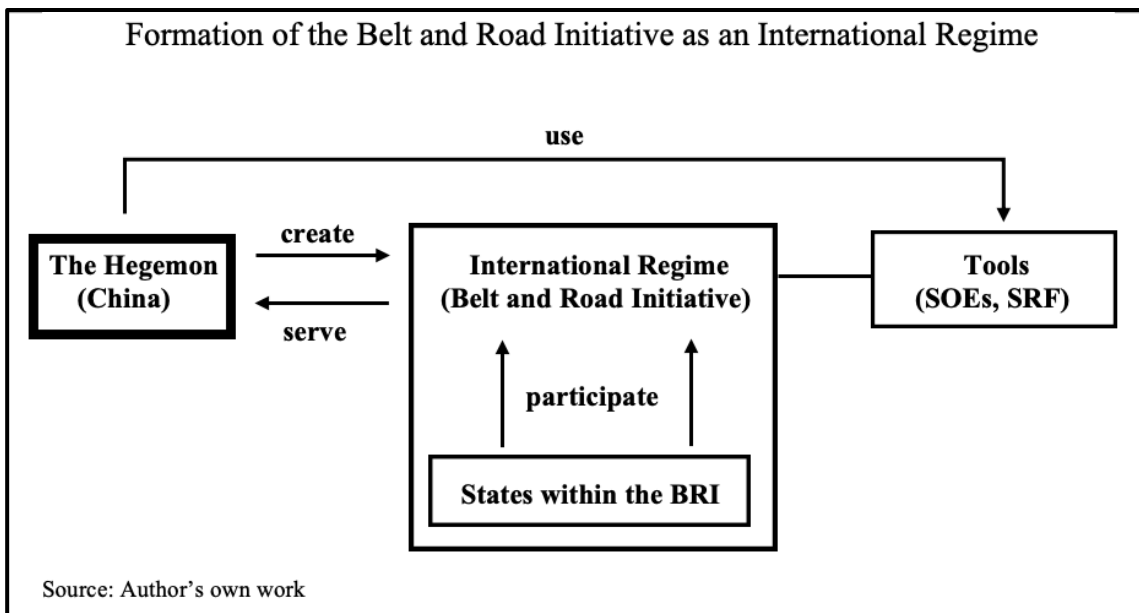 Formation of the Belt and Road Initiative as an International Regime
use
The Hegemon
(China)
create
serve
International Regime
(Belt and Road Initiative)
participate
States within the BRI
Tools
(SOEs, SRF)
Source: Author’s own work